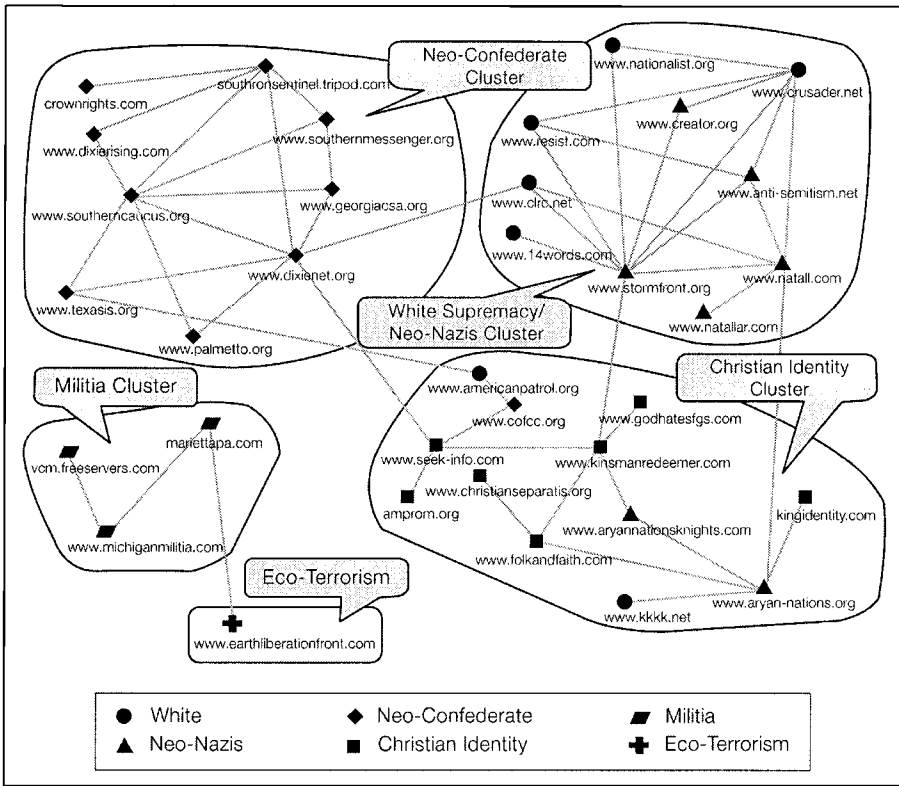 Neo-Confederate
Cluster
crownrights.com
southronsentinel.tripod.com
www.dixierising.com
www.southernmessenger.org
www.southerncaucus.org
www.georgiacsa.org
www.dixienet.org
www.texasis.org
www.palmetto.org
www.nationalist.org
www.crusader.net
www.creator.org
www.resist.com
www.anti-semitism.net
www.clrc.net
www.14words.com
www.stormfront.org
www.natall.com
www.nataliar.com
White Supremacy/
Neo-Nazis Cluster
Militia Cluster
mariettapa.com
vcm.freeservers.com
www.michiganmilitia.com
Christian Identity
Cluster
www.americanpatrol.org
www.cofcc.org
www.godhatesfgs.com
www.seek-info.com
www.kinsmanredeemer.com
www.christianseparatis.org
amprom.org
www.aryannationsknights.com
kingidentity.com
www.folkandfaith.com
www.kkkk.net
www.aryan-nations.org
Eco-Terrorism
www.earthliberationfront.com
White
Neo-Confederate
Militia
Neo-Nazis
Christian Identity
Eco-Terrorism